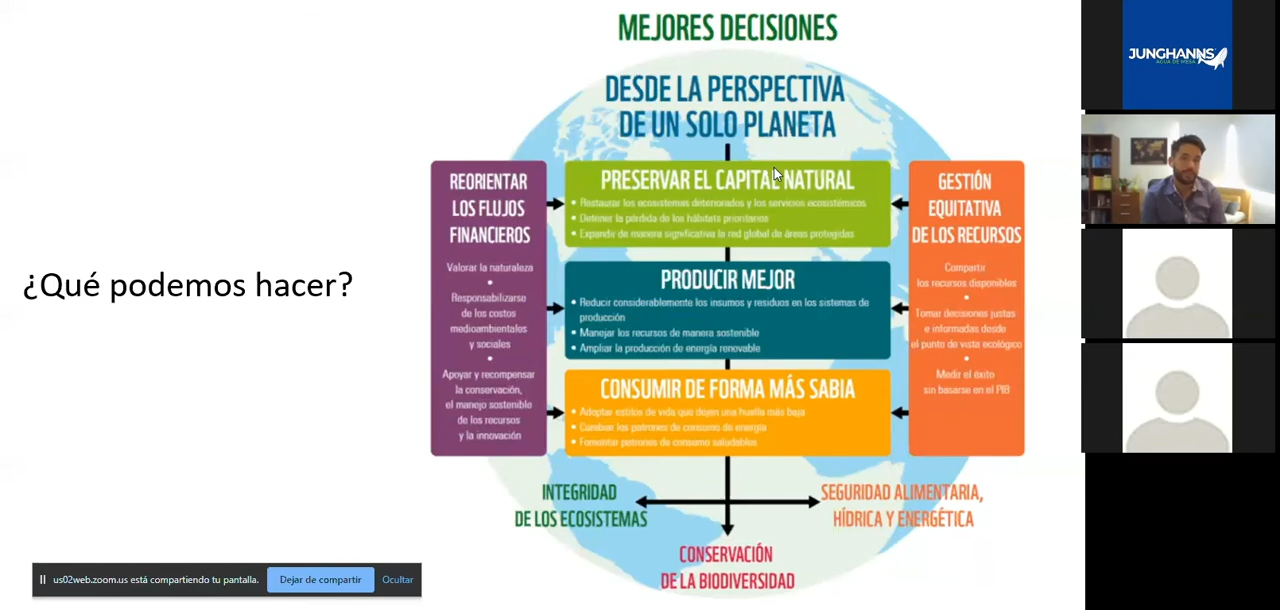 MEJORES DECISIONES
DESDE LA PERSPECTIVA
DE UN SOLO PLANETA
¿Qué podemos hacer?
REORIENTAR
LOS FLUJOS
FINANCIEROS
Valorar la naturaleza
•
Responsabilizarse
de los costos
medioambientales
y sociales
•
Apoyar y recompensar
la conservación,
el manejo sostenible
de los recursos
y la innovación
PRESERVAR EL CAPITAL NATURAL
• Restaurar los ecosistemas deteriorados y los servicios ecosistémicos
• Detener la pérdida de los hábitats prioritarios
• Expandir de manera significativa la red global de áreas protegidas
PRODUCIR MEJOR
• Reducir considerablemente los insumos y residuos en los sistemas de
producción
• Manejar los recursos de manera sostenible
• Ampliar la producción de energía renovable
CONSUMIR DE FORMA MÁS SABIA
• Adoptar estilos de vida que dejen una huella más baja
• Cambiar los patrones de consumo de energía
• Fomentar patrones de consumo saludables
GESTIÓN
EQUITATIVA
DE LOS RECURSOS
Compartir
los recursos disponibles
•
Tomar decisiones justas
e informadas desde
el punto de vista ecológico
•
Medir el éxito
sin basarse en el PIB
INTEGRIDAD
DE LOS ECOSISTEMAS
SEGURIDAD ALIMENTARIA,
HÍDRICA Y ENERGÉTICA
CONSERVACIÓN
DE LA BIODIVERSIDAD
us02web.zoom.us está compartiendo tu pantalla.
Dejar de compartir
Ocultar
JUNGHANNS
AGUA DE MESA